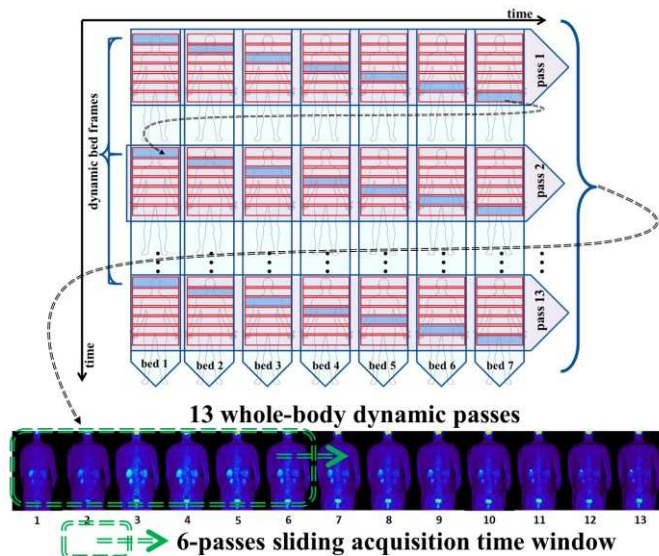 time
dynamic bed frames
pass 1
pass 2
pass 13
time
bed 1 bed 2 bed 3 bed 4 bed 5 bed 6 bed 7
13 whole-body dynamic passes
1 2 3 4 5 6 7 8 9 10 11 12 13
6-passes sliding acquisition time window